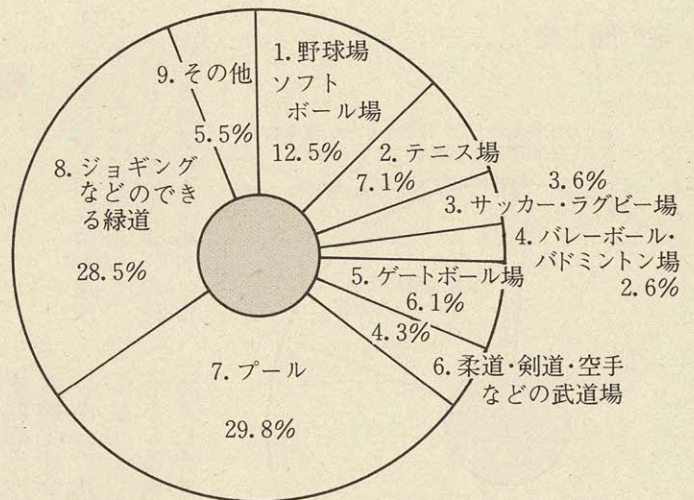 1. 野球場
ソフト
ボール場
12.5%
2. テニス場
7.1%
3.6%
3. サッカー・ラグビー場
4. バレーボール・
バドミントン場
2.6%
5. ゲートボール場
6.1%
4.3%
6. 柔道・剣道・空手
などの武道場
7. プール
29.8%
8. ジョギング
などのでき
る緑道
28.5%
9. その他
5.5%